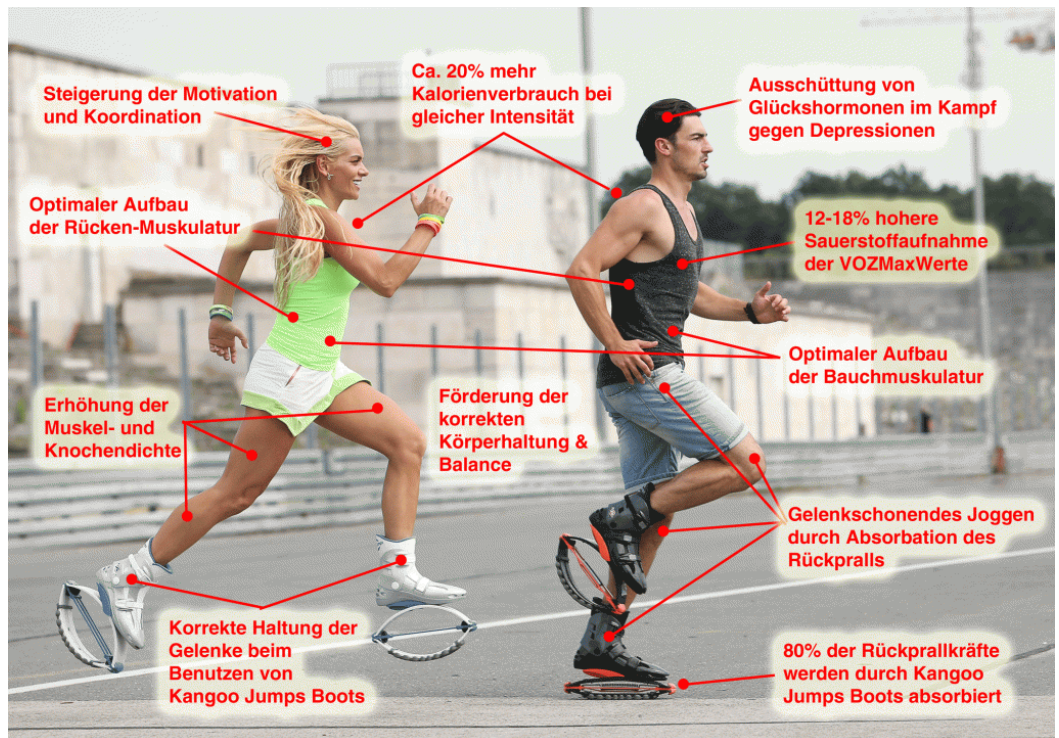 Steigerung der Motivation
und Koordination
Ca. 20% mehr
Kalorienverbrauch bei
gleicher Intensität
Ausschüttung von
Glückshormonen im Kampf
gegen Depressionen
Optimaler Aufbau
der Rücken-Muskulatur
12-18% hohere
Sauerstoffaufnahme
der VOZMaxWerte
Optimaler Aufbau
der Bauchmuskulatur
Erhöhung der
Muskel- und
Knochendichte
Förderung der
korrekten
Körperhaltung &
Balance
Gelenkschonendes Joggen
durch Absorbation des
Rückpralls
Korrekte Haltung der
Gelenke beim
Benutzen von
Kangoo Jumps Boots
80% der Rückprallkräfte
werden durch Kangoo
Jumps Boots absorbiert